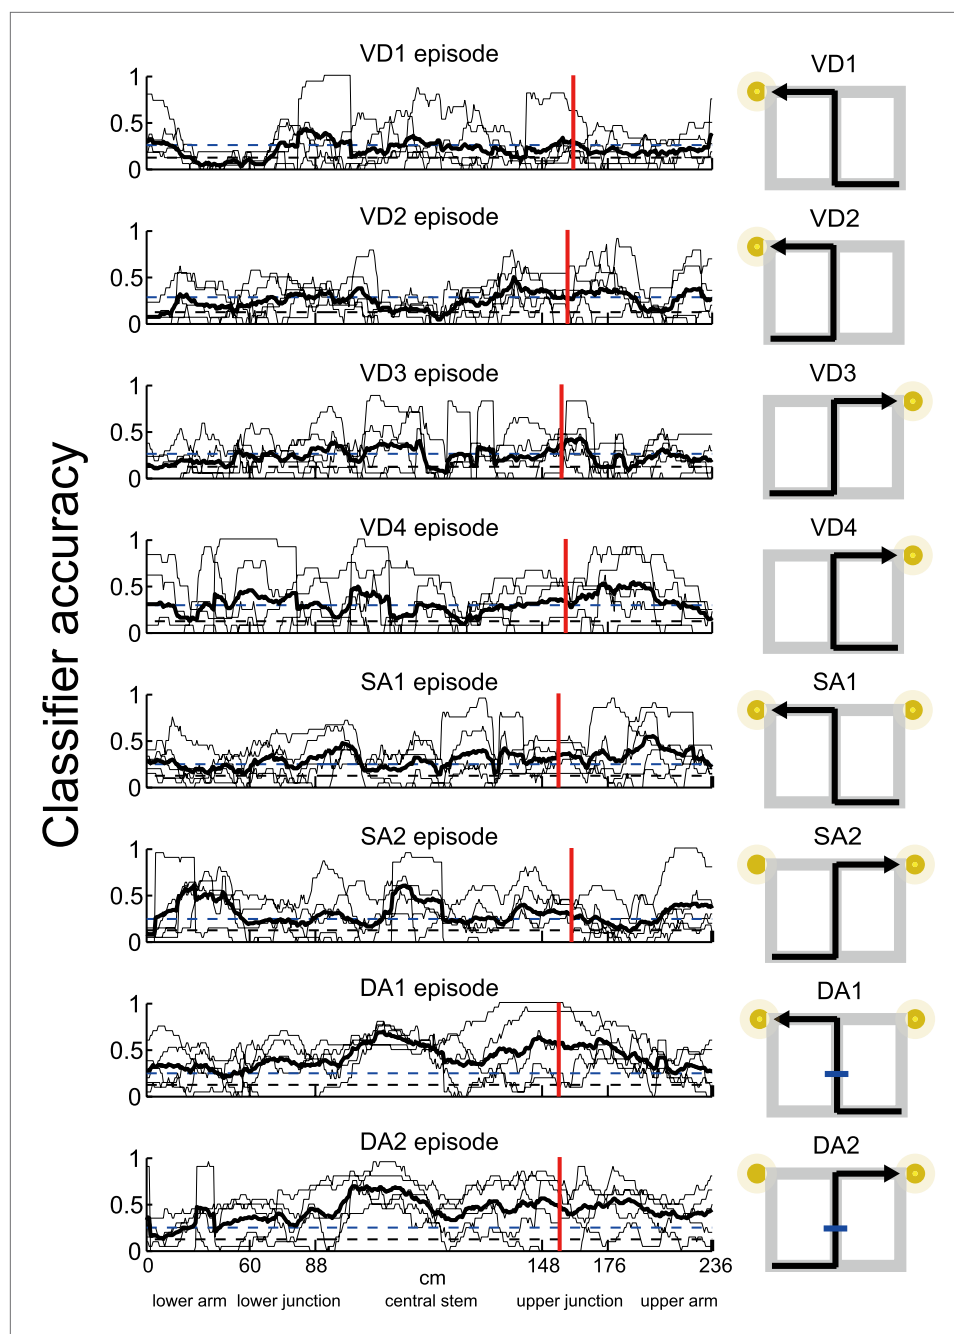 Classifier accuracy
VD1 episode
1
0.5
0
VD1
VD2 episode
1
0.5
0
VD2
VD3 episode
1
0.5
0
VD3
VD4 episode
1
0.5
0
VD4
SA1 episode
1
0.5
0
SA1
SA2 episode
1
0.5
0
SA2
DA1 episode
1
0.5
0
DA1
DA2 episode
1
0.5
0
DA2
0 60 88 cm 148 176 236
lower arm lower junction central stem upper junction upper arm